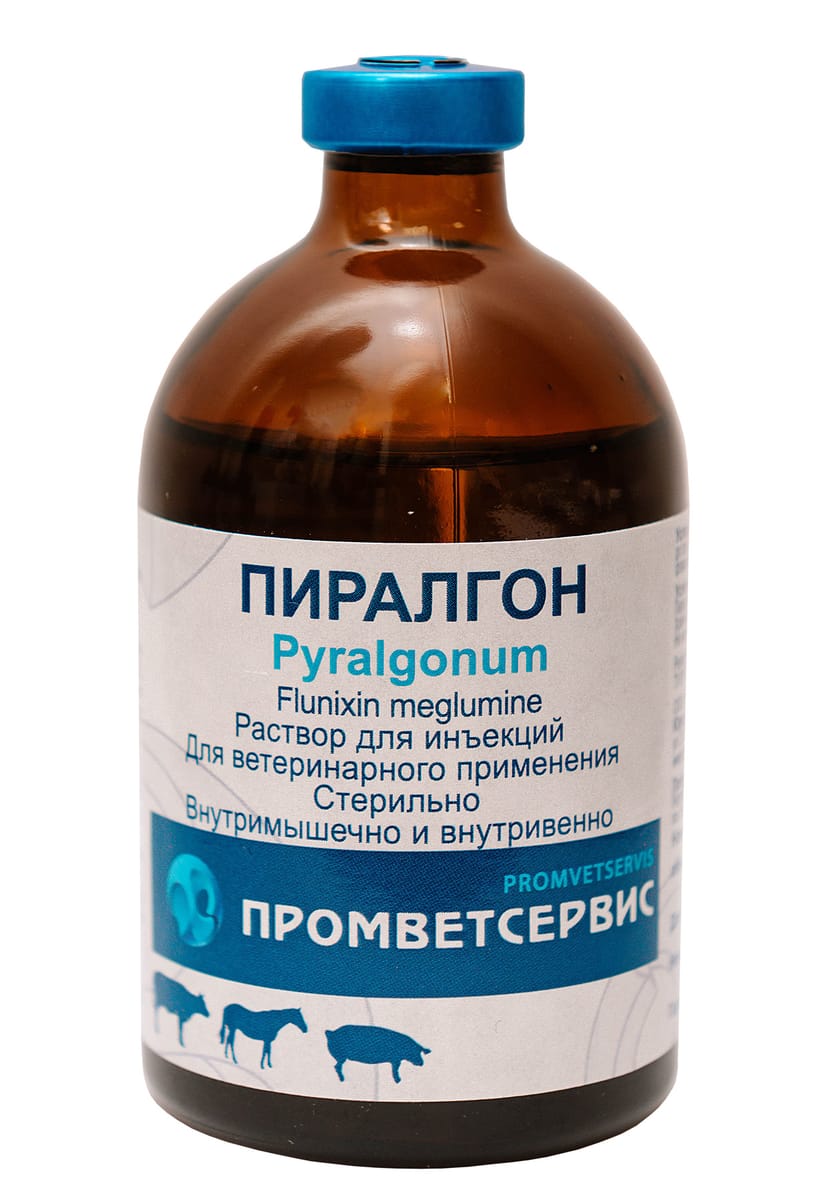 ПИРАЛГОН
Pyralgonum
Flunixin meglumine
Раствор для инъекций
Для ветеринарного применения
Стерильно
Внутримышечно и внутривенно
PROMVETSERVIS
ПРОМВЕТСЕРВИС